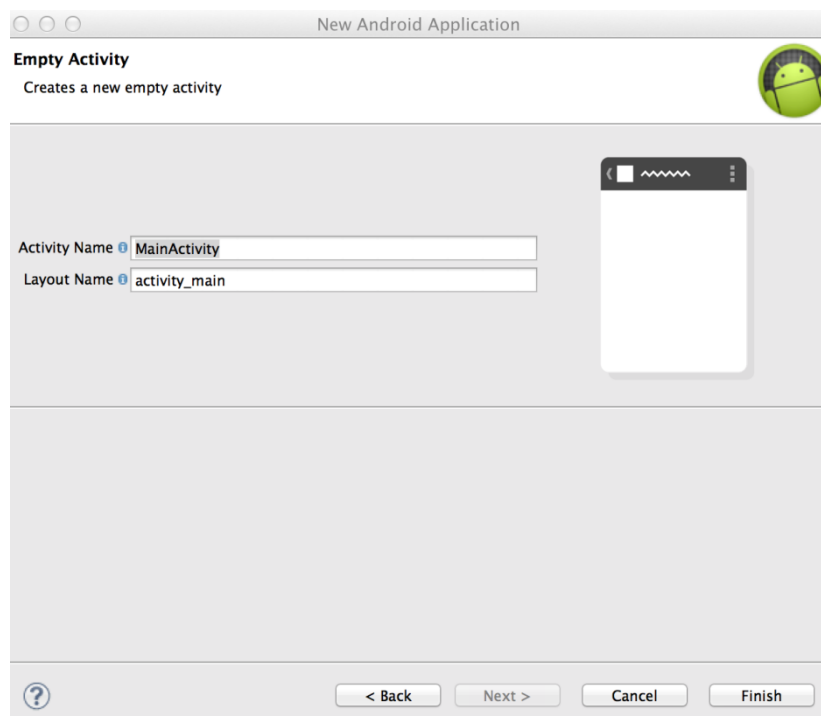 New Android Application
Empty Activity
Creates a new empty activity
Activity Name MainActivity
Layout Name activity_main
< Back Next > Cancel Finish